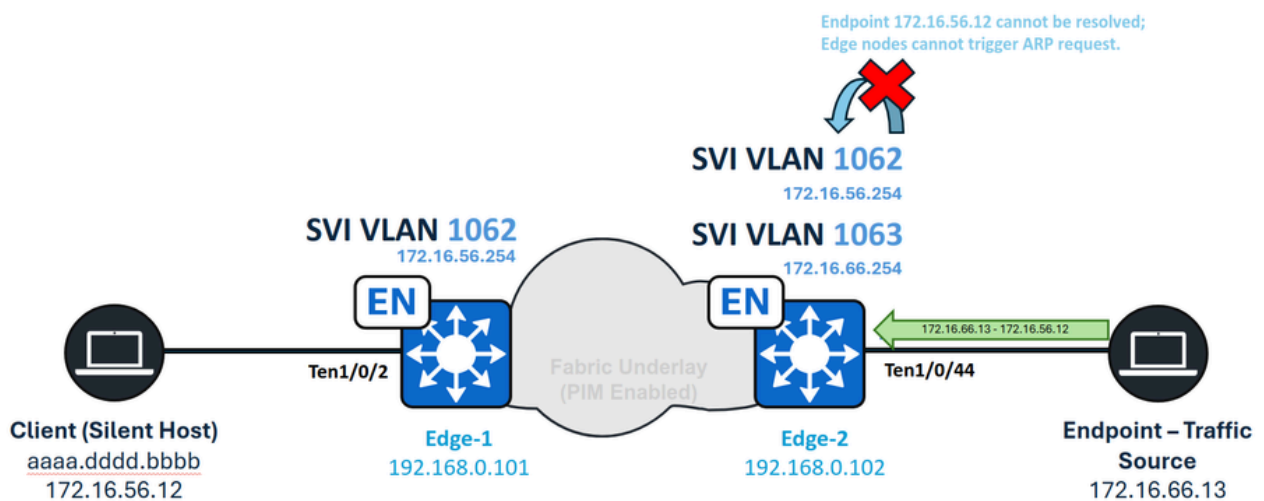 Endpoint 172.16.56.12 cannot be resolved;
Edge nodes cannot trigger ARP request.
SVI VLAN 1062
172.16.56.254
SVI VLAN 1062
172.16.56.254
SVI VLAN 1063
172.16.66.254
EN
EN
172.16.66.13 - 172.16.56.12
Ten1/0/2
Fabric Underlay
(PIM Enabled)
Ten1/0/44
Client (Silent Host)
aaaa.dddd.bbbb
172.16.56.12
Edge-1
192.168.0.101
Edge-2
192.168.0.102
Endpoint – Traffic
Source
172.16.66.13